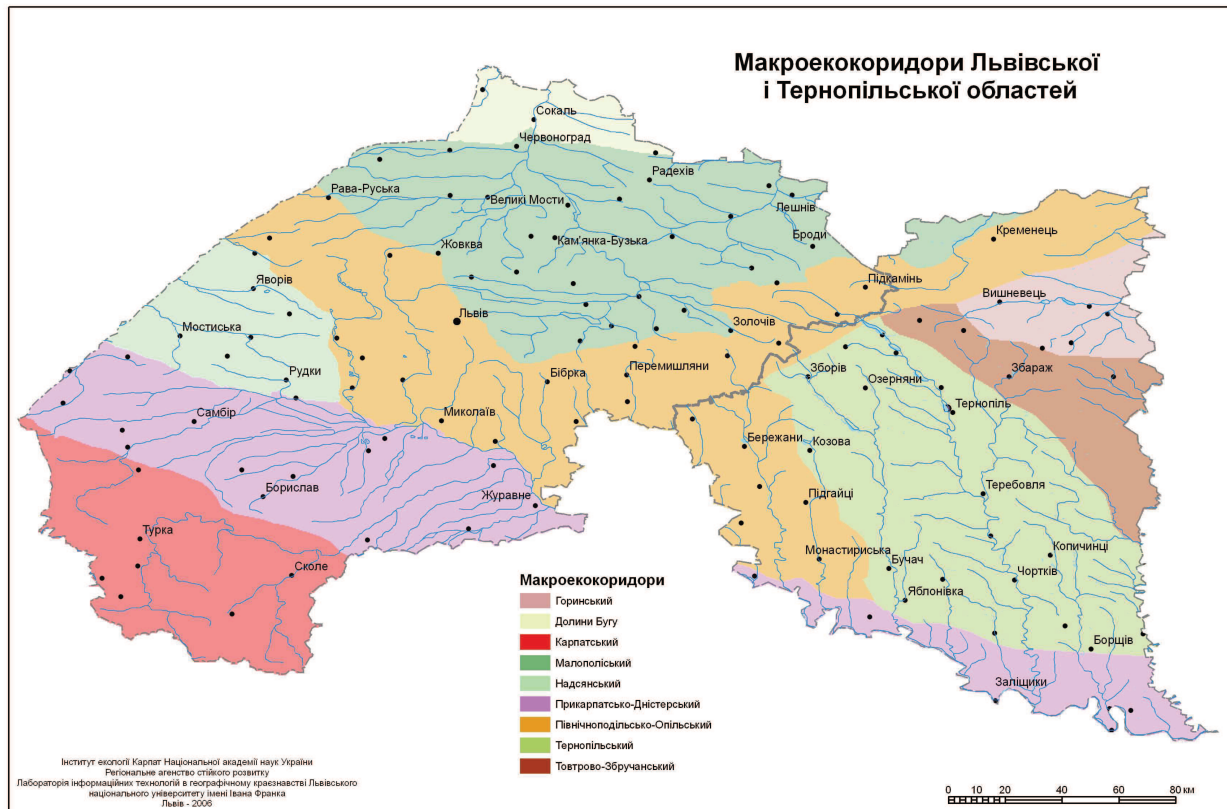 Макроекокоридори Львівської
і Тернопільської областей
Сокаль
Червоноград
Радехів
Рава-Руська
Великі Мости
Лешнів
Броди
Кам'янка-Бузька
Жовква
Кременець
Підкамінь
Яворів
Вишневець
Львів
Мостиська
Золочів
Рудки
Бібрка
Перемишляни
Зборів
Озерняни
Збараж
Тернопіль
Самбір
Миколаїв
Бережани
Козова
Борислав
Журавне
Підгайці
Теребовля
Турка
Сколе
Монастириська
Бучач
Копичинці
Чортків
Яблонівка
Борщів
Заліщики
Макроекокоридори
Горинський
Долини Бугу
Карпатський
Малополіський
Надсянський
Прикарпатсько-Дністерський
Північноподільсько-Опільський
Тернопільський
Товтрово-Збручанський
Інститут екології Карпат Національної академії наук України
Регіональне агенство стійкого розвитку
Лабораторія інформаційних технологій в географічному краєзнавстві Львівського
національного університету імені Івана Франка
Львів - 2006
0 10 20 40 60 80 км